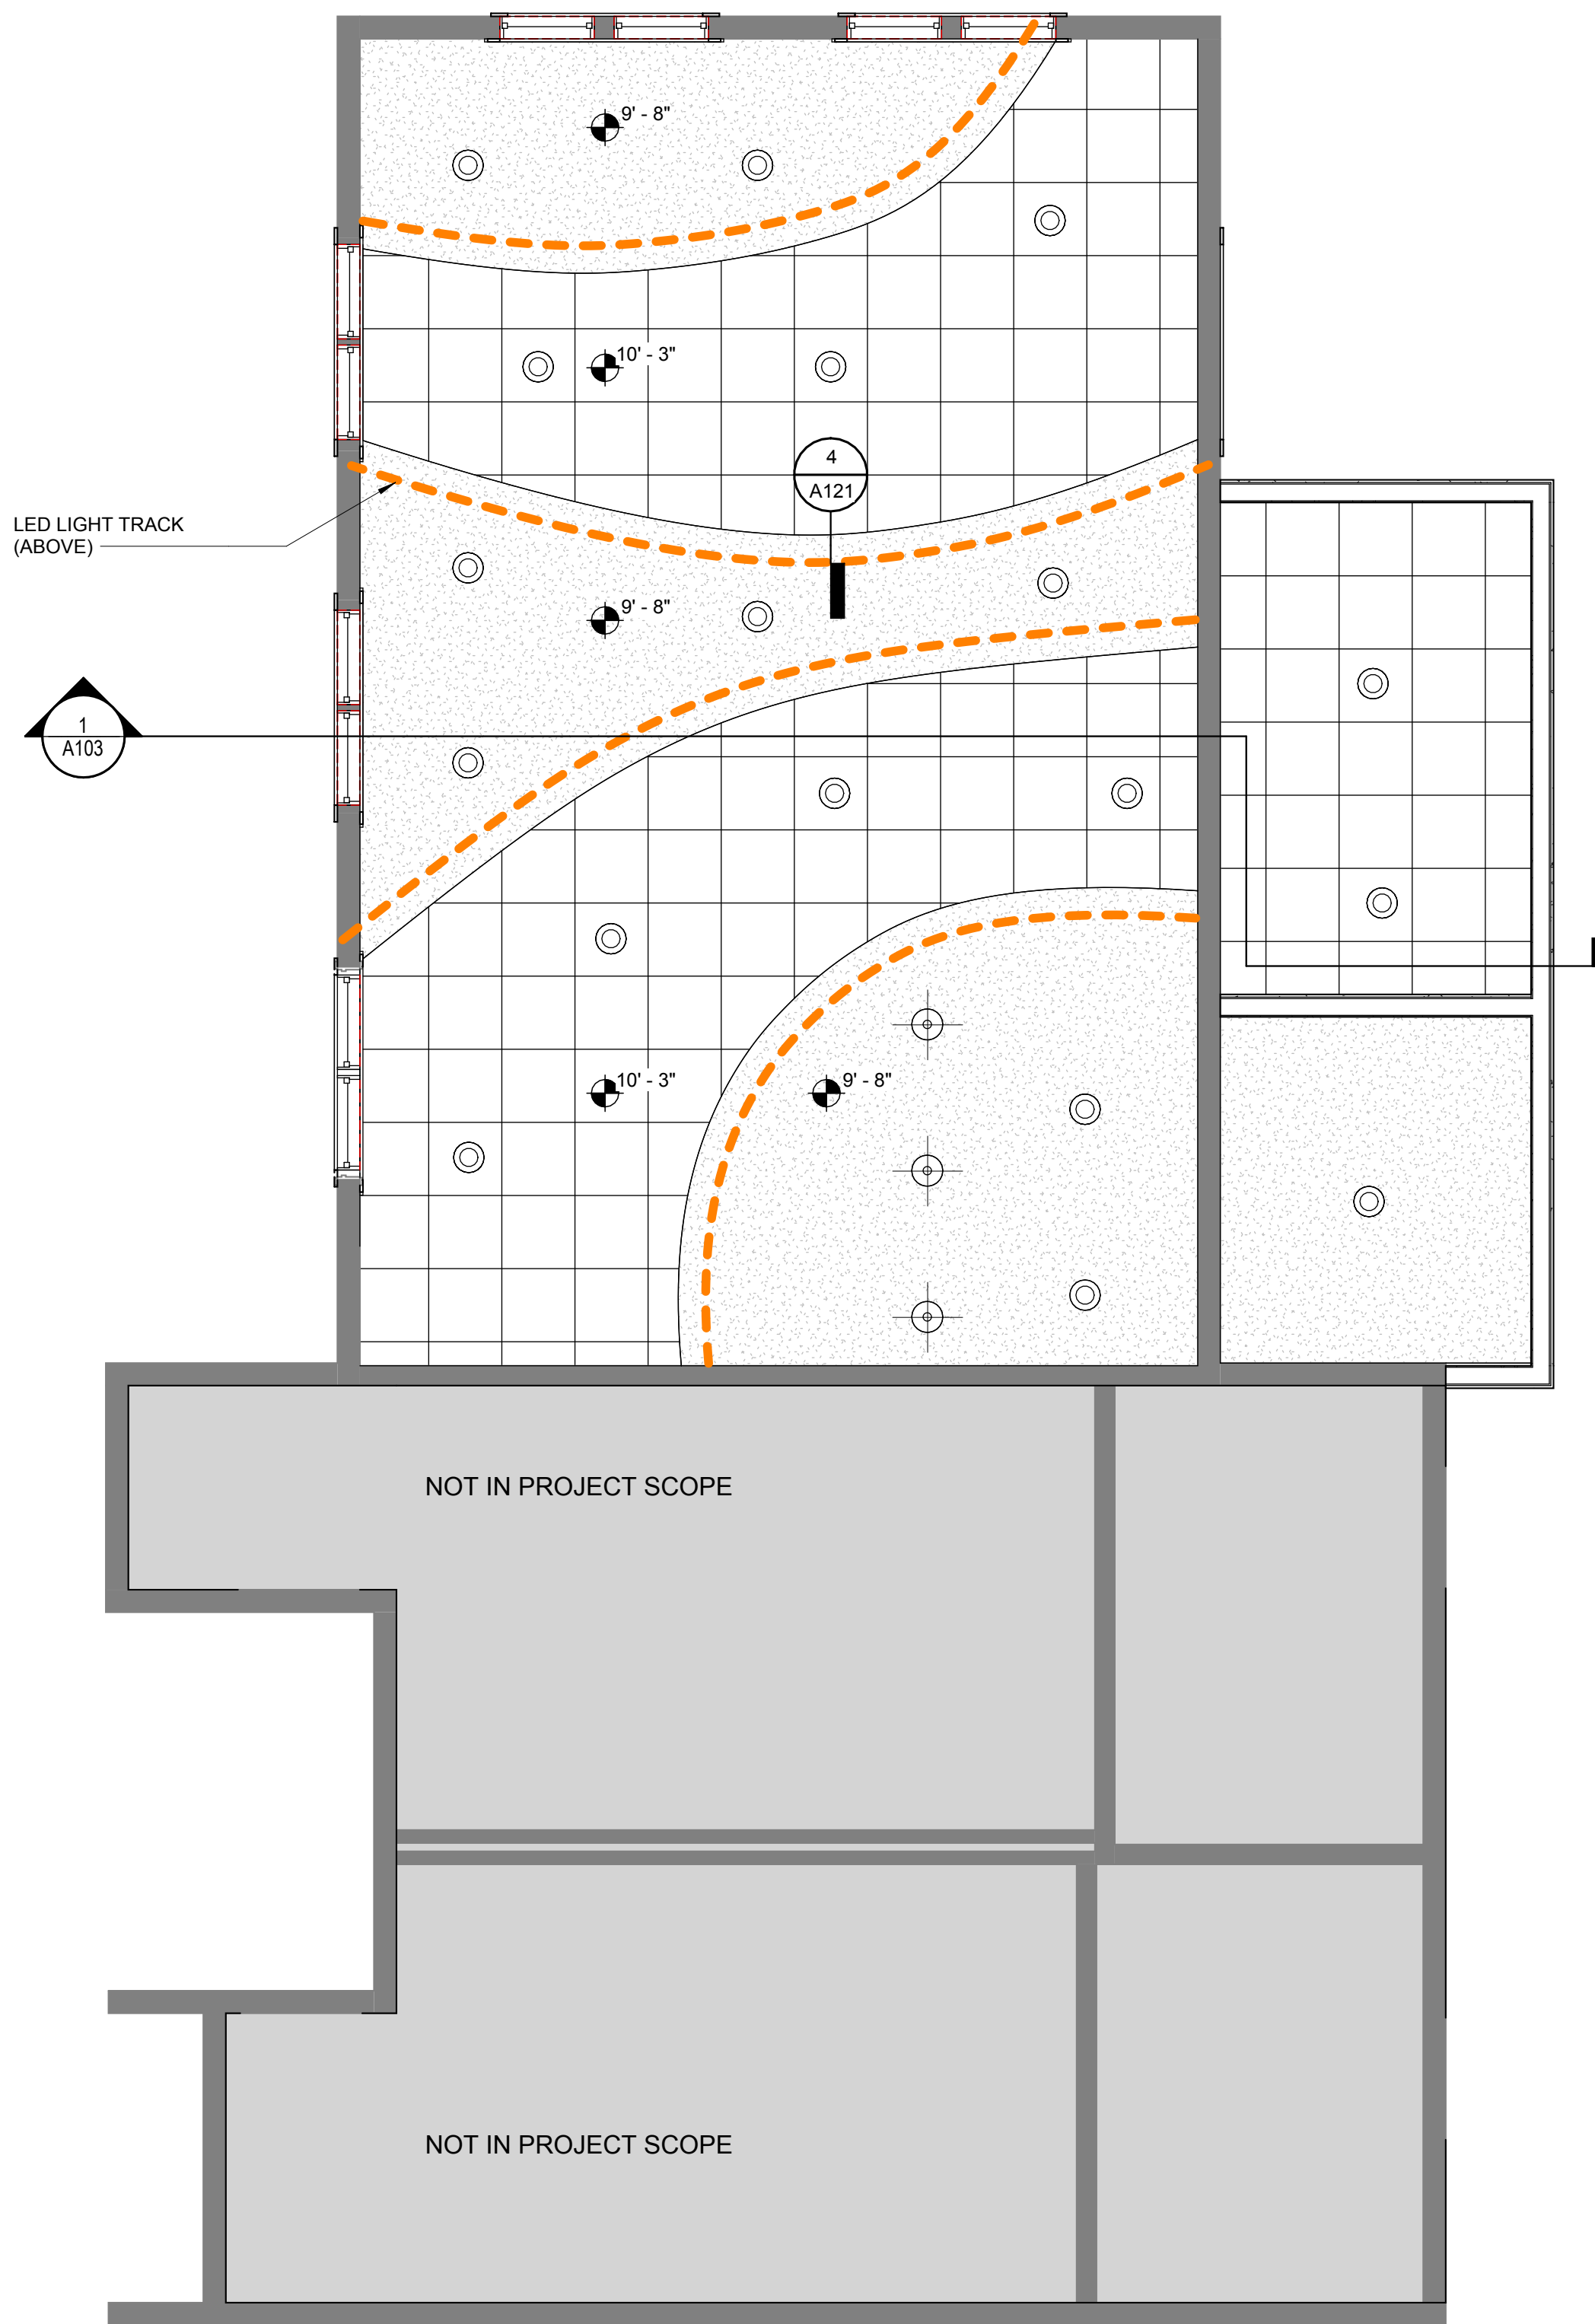 9' - 8"
10' - 3"
4
A121
LED LIGHT TRACK
(ABOVE)
9' - 8"
1
A103
10' - 3"
9' - 8"
NOT IN PROJECT SCOPE
NOT IN PROJECT SCOPE